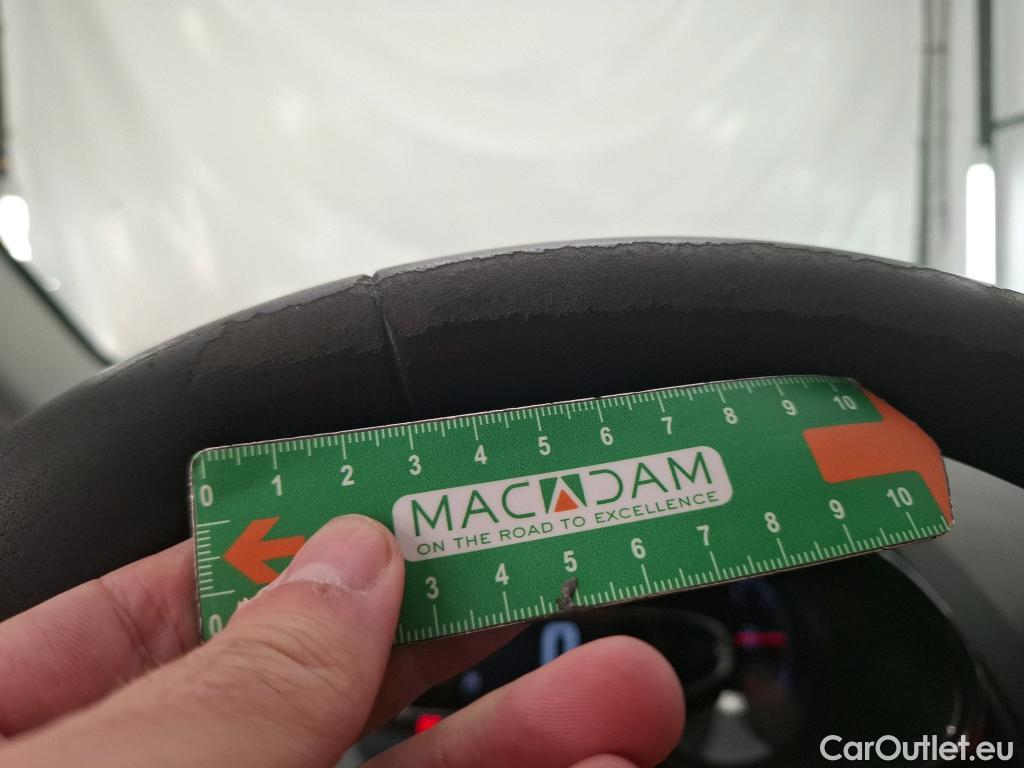 0 1 2 3 4 5 6 7 8 9 10
MACADAM
ON THE ROAD TO EXCELLENCE
0 3 4 5 6 7 8 9 10
0
CarOutlet.eu